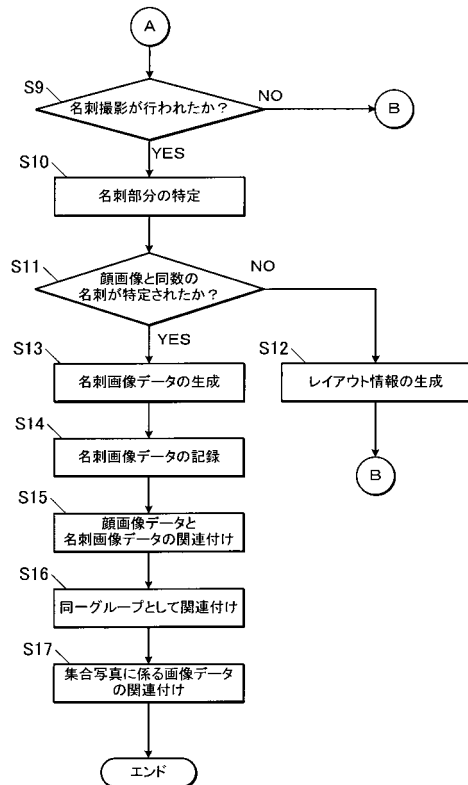 A
S9
名刺撮影が行われたか？
NO
B
YES
S10
名刺部分の特定
S11
顔画像と同数の
名刺が特定されたか？
NO
YES
S12
レイアウト情報の生成
B
S13
名刺画像データの生成
S14
名刺画像データの記録
S15
顔画像データと
名刺画像データの関連付け
S16
同一グループとして関連付け
S17
集合写真に係る画像データ
の関連付け
エンド